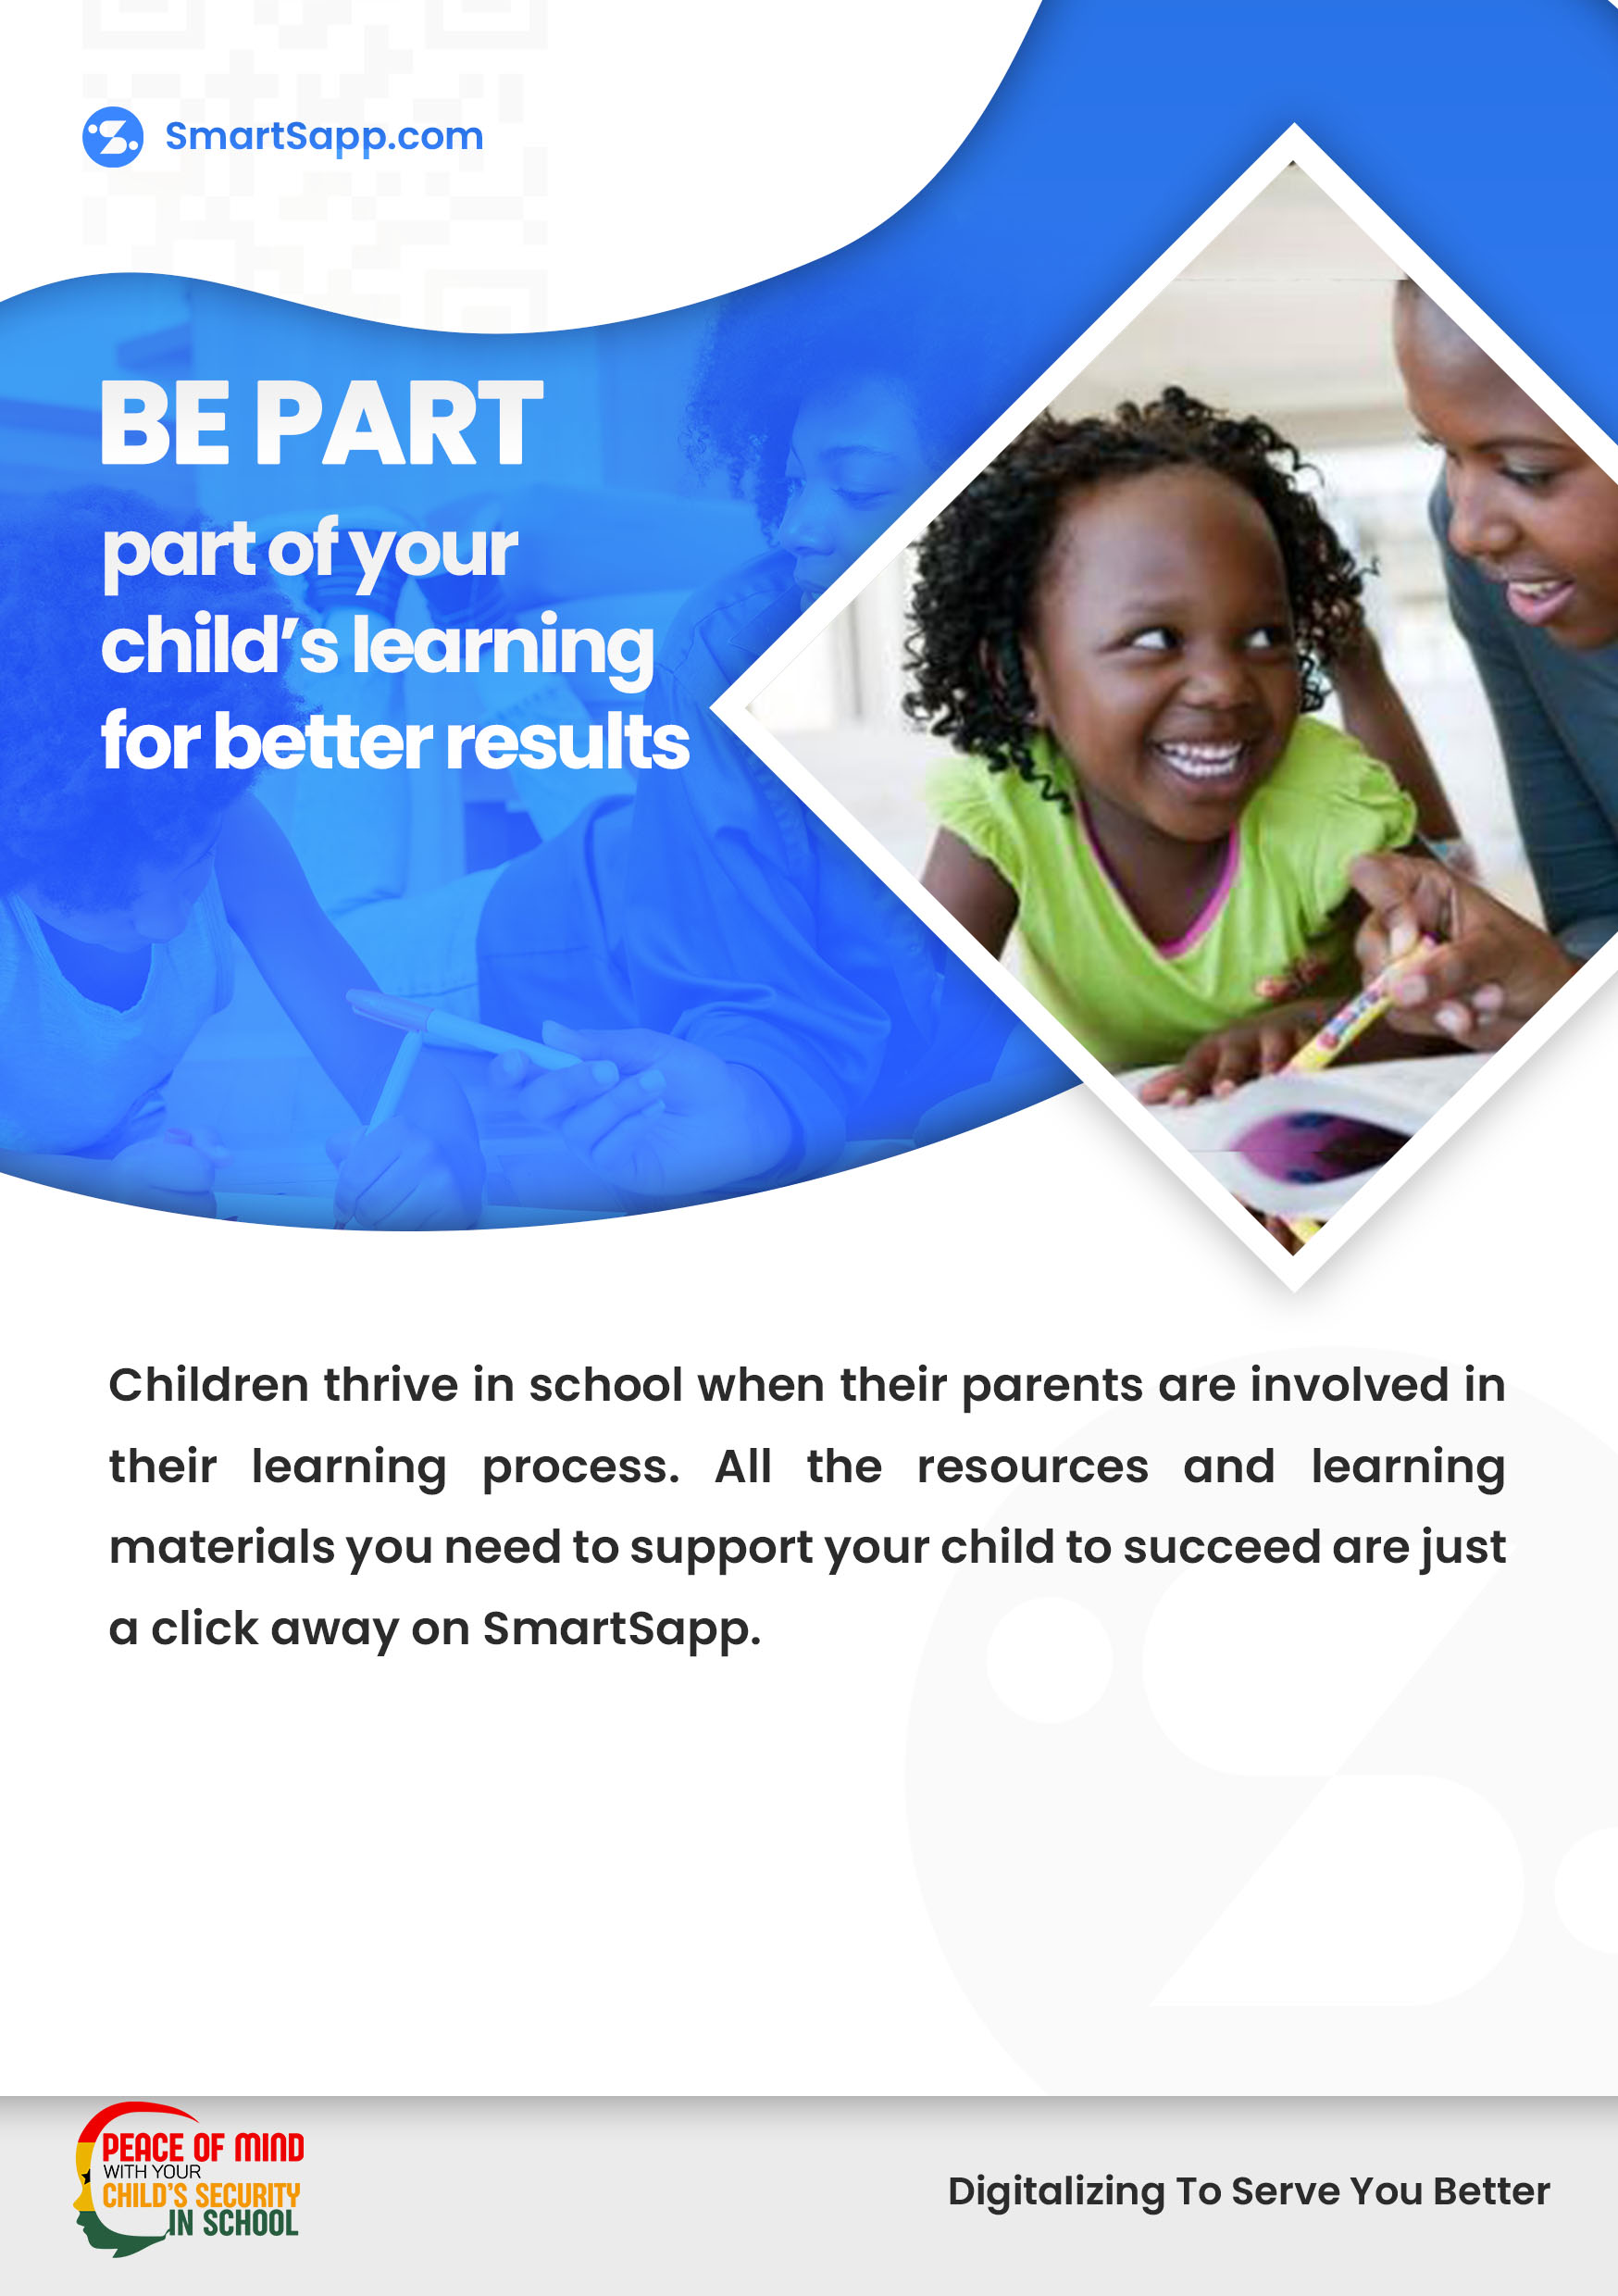 SmartSapp.com
BE PART
part of your
child’s learning
for better results
Children thrive in school when their parents are involved in
their learning process. All the resources and learning
materials you need to support your child to succeed are just
a click away on SmartSapp.
PEACE OF MIND
WITH YOUR
CHILD'S SECURITY
IN SCHOOL
Digitalizing To Serve You Better